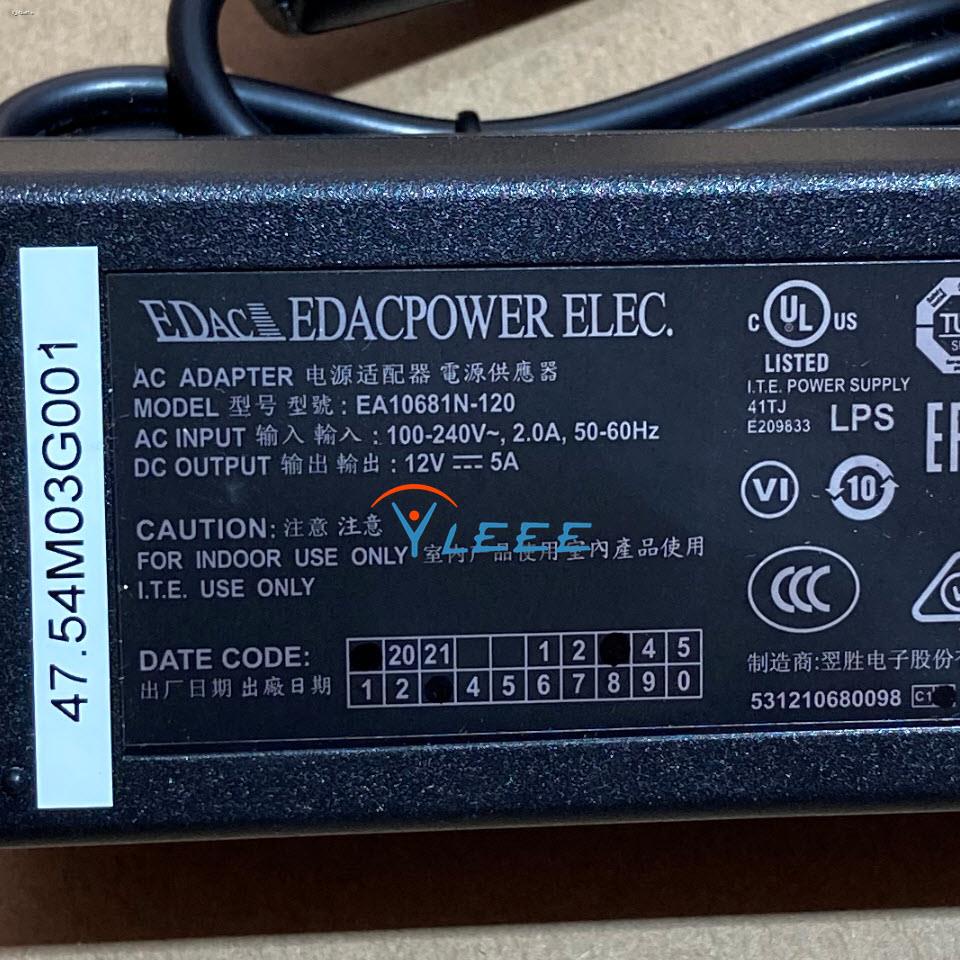 47.54M03G001
EDAC EDACPOWER ELEC.
AC ADAPTER 电源适配器 電源供應器
MODEL 型号 型號 : EA10681N-120
AC INPUT 输入 輸入 : 100-240V~, 2.0A, 50-60Hz
DC OUTPUT 输出 輸出 : 12V 5A
CAUTION: 注意 注意
FOR INDOOR USE ONLY 室内产品使用 室內產品使用
I.T.E. USE ONLY
YLEEE
DATE CODE: 20 21 1 2 4 5
出厂日期 出廠日期 1 2 4 5 6 7 8 9 0
C UL US
LISTED
I.T.E. POWER SUPPLY
41TJ
E209833 LPS
VI 10
CCC
制造商:翌胜电子股份
531210680098 C1